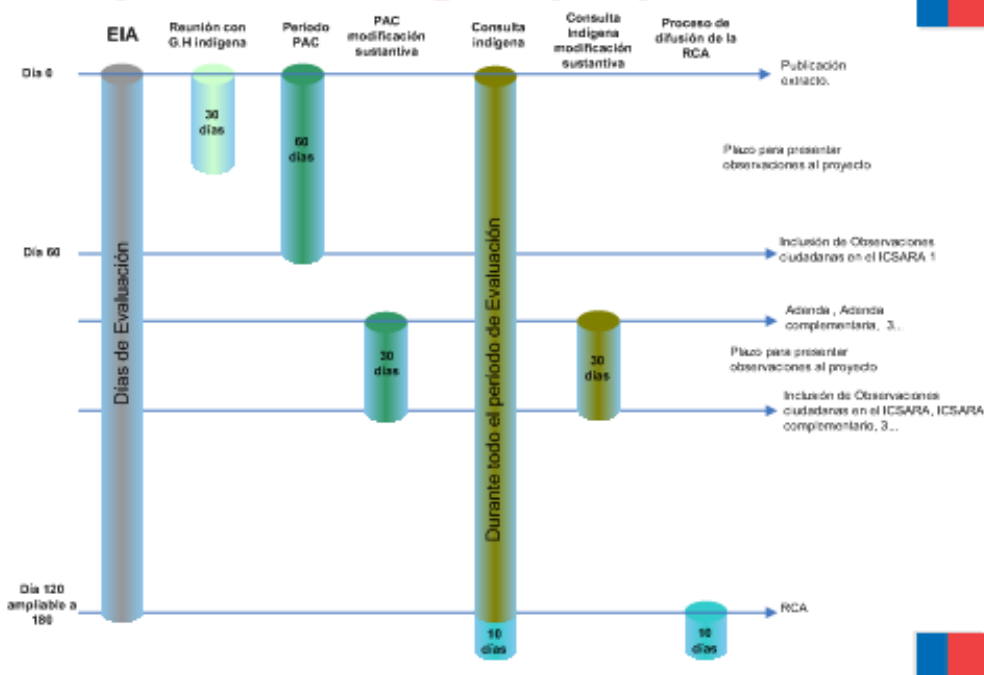 EIA
Reunión con
G.H indígena
Período
PAC
PAC
modificación
sustantiva
Consulta
indígena
Consulta
Indígena
modificación
sustantiva
Proceso de
difusión de la
RCA
Día 0
Publicación
extracto.
30
días
60
días
Plazo para presentar
observaciones al proyecto
Días de Evaluación
Durante todo el período de Evaluación
Día 60
Inclusión de Observaciones
ciudadanas en el ICSARA 1
Adenda , Adenda
complementaria, 3...
30
días
30
días
Plazo para presentar
observaciones al proyecto
Inclusión de Observaciones
ciudadanas en el ICSARA, ICSARA
complementario, 3...
Día 120
ampliable a
180
RCA
10
días
10
días